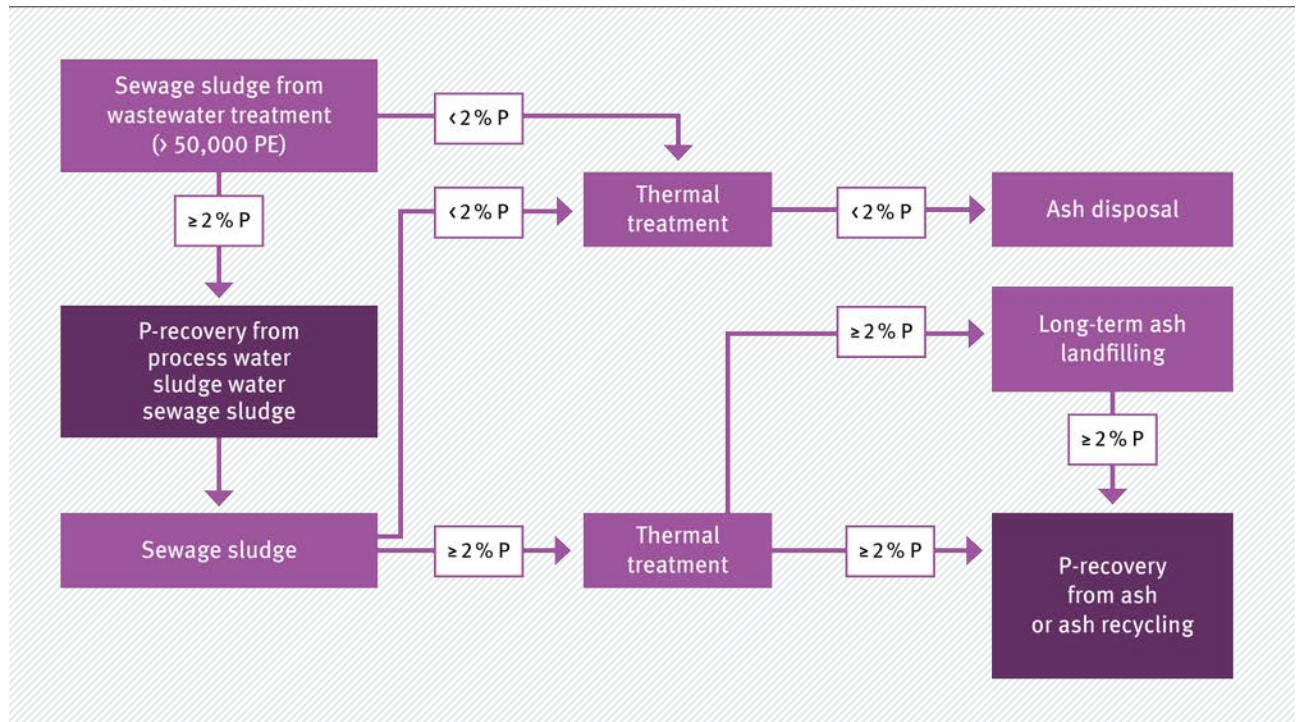 Sewage sludge from
wastewater treatment
(> 50,000 PE)
<2% P
≥2% P
<2% P
Thermal
treatment
<2% P
Ash disposal
P-recovery from
process water
sludge water
sewage sludge
≥2% P
Long-term ash
landfilling
≥2% P
Sewage sludge
≥2% P
Thermal
treatment
≥2% P
P-recovery
from ash
or ash recycling